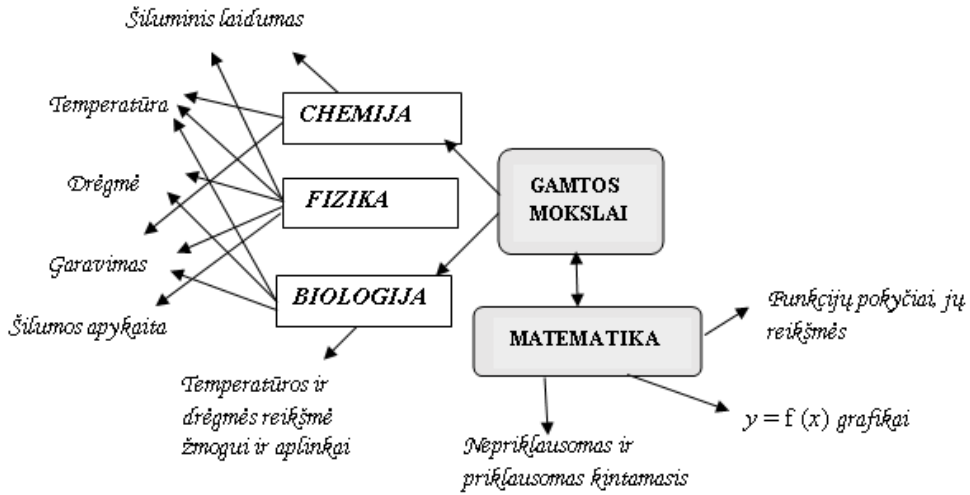 Šiluminis laidumas
Temperatūra
CHEMIJA
Drėgmė
FIZIKA
GAMTOS
MOKSLAI
Garavimas
BIOLOGIJA
Šilumos apykaita
MATEMATIKA
Funkcijų pokyčiai, jų
reikšmės
Temperatūros ir
drėgmės reikšmė
žmogui ir aplinkai
y = f (x) grafikai
Nepriklausomas ir
priklausomas kintamasis